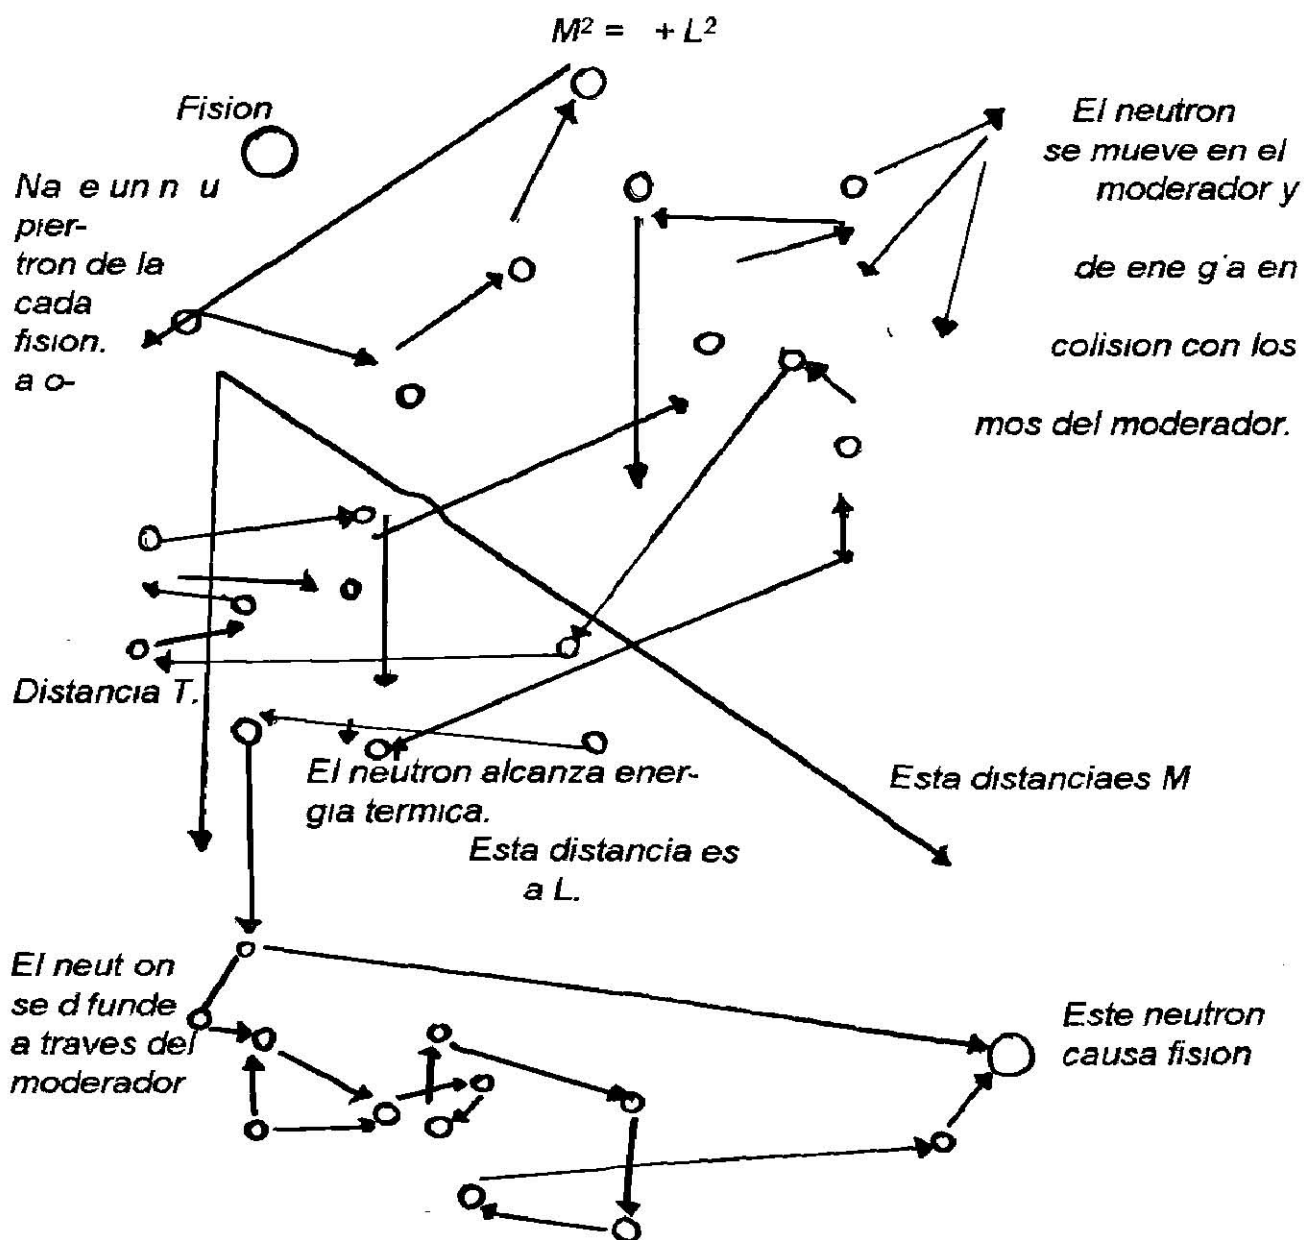 M² = + L²
Fision
Na e un n u
pier-
tron de la
cada
fision.
a o-
El neutron
se mueve en el
moderador y
de ene g a en
colision con los
mos del moderador.
Distancia T.
El neutron alcanza ener-
gia termica.
Esta distanciaes M
Esta distancia es
a L.
El neut on
se d funde
a traves del
moderador
Este neutron
causa fision